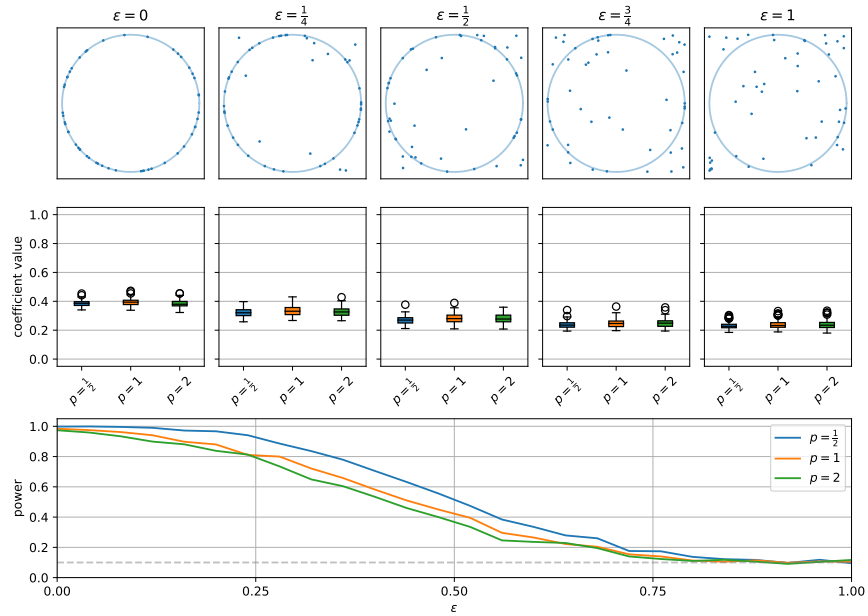 ε = 0
ε = 1/4
ε = 1/2
ε = 3/4
ε = 1
coefficient value
1.0
0.8
0.6
0.4
0.2
0.0
p = 1/2
p = 1
p = 2
p = 1/2
p = 1
p = 2
p = 1/2
p = 1
p = 2
p = 1/2
p = 1
p = 2
p = 1/2
p = 1
p = 2
power
1.0
0.8
0.6
0.4
0.2
0.0
p = 1/2
p = 1
p = 2
0.00
0.25
0.50
0.75
1.00
ε